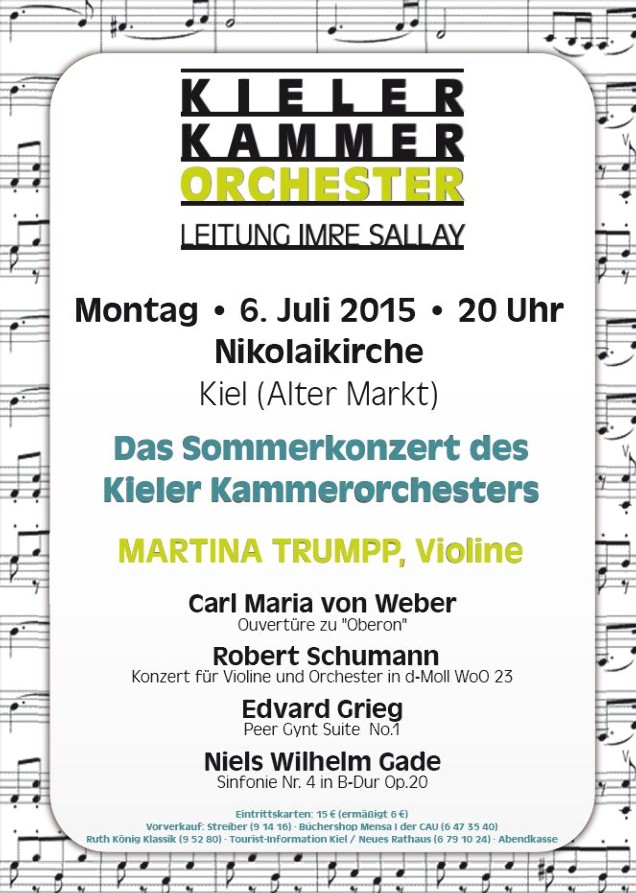 KIELER
KAMMER
ORCHESTER
LEITUNG IMRE SALLAY
Montag • 6. Juli 2015 • 20 Uhr
Nikolaikirche
Kiel (Alter Markt)
Das Sommerkonzert des
Kieler Kammerorchesters
MARTINA TRUMPP, Violine
Carl Maria von Weber
Ouvertüre zu "Oberon"
Robert Schumann
Konzert für Violine und Orchester in d-Moll WoO 23
Edvard Grieg
Peer Gynt Suite No.1
Niels Wilhelm Gade
Sinfonie Nr. 4 in B-Dur Op.20
Eintrittskarten: 15 € (ermäßigt 6 €)
Vorverkauf: Streiber (9 14 16) · Büchershop Mensa I der CAU (6 47 35 40)
Ruth König Klassik (9 52 80) · Tourist-Information Kiel / Neues Rathaus (6 79 10 24) · Abendkasse